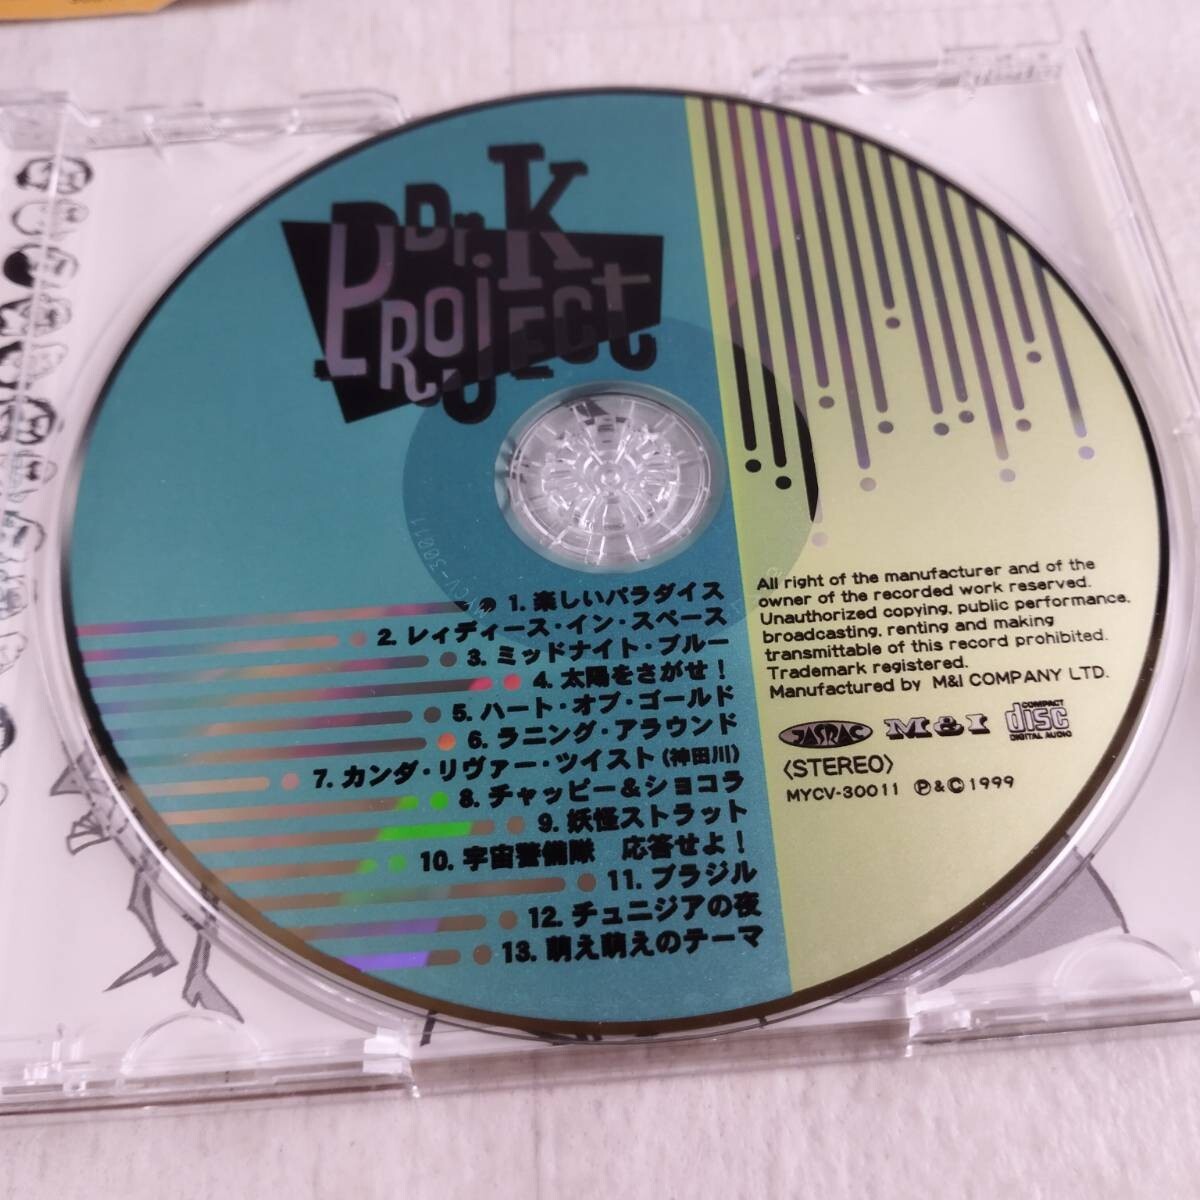 Dr. K
PROJECT
1. 楽しいパラダイス
2. レイディース・イン・スペース
3. ミッドナイト・ブルー
4. 太陽をさがせ！
5. ハート・オブ・ゴールド
6. ラニング・アラウンド
7. カンダ・リヴァー・ツイスト(神田川)
8. チャッピー＆ショコラ
9. 妖怪ストラット
10. 宇宙警備隊　応答せよ！
11. ブラジル
12. チュニジアの夜
13. 萌え萌えのテーマ
All right of the manufacturer and of the
owner of the recorded work reserved.
Unauthorized copying, public performance,
broadcasting, renting and making
transmittable of this record prohibited.
Trademark registered.
Manufactured by M&I COMPANY LTD.
JASRAC M&I COMPACT disc DIGITAL AUDIO
〈STEREO〉
MYCV-30011 Ⓟ&Ⓒ1999
MYCV-30011